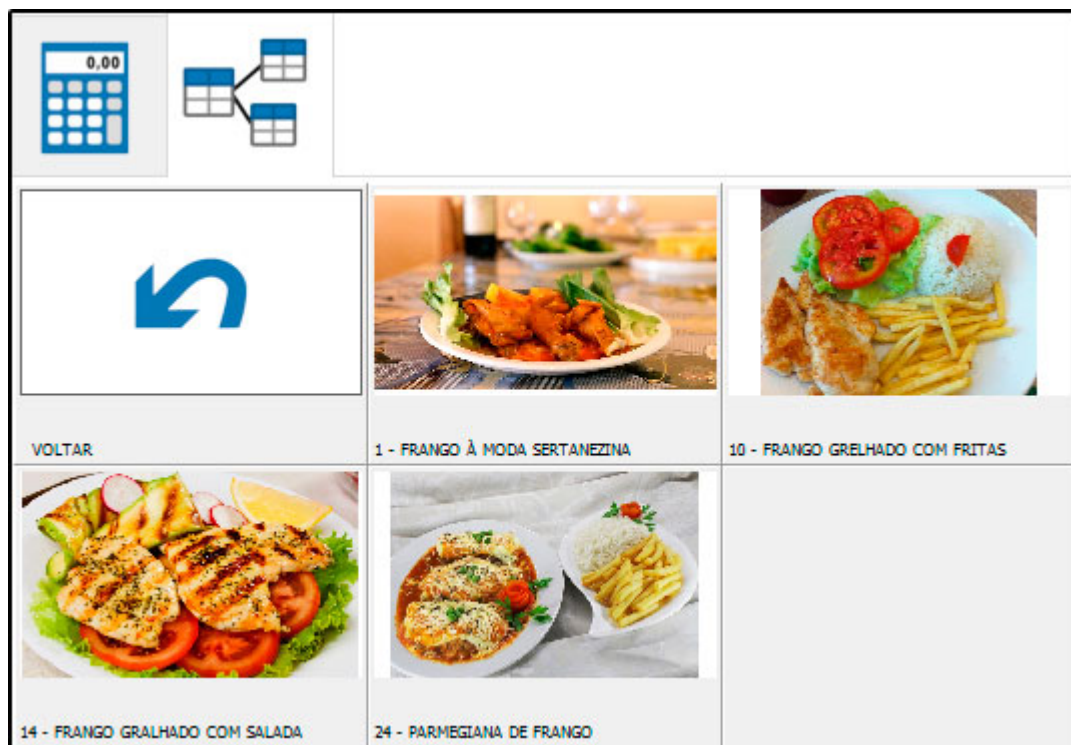 0,00
VOLTAR
1 - FRANGO À MODA SERTANEZINA
10 - FRANGO GRELHADO COM FRITAS
14 - FRANGO GRALHADO COM SALADA
24 - PARMEGIANA DE FRANGO